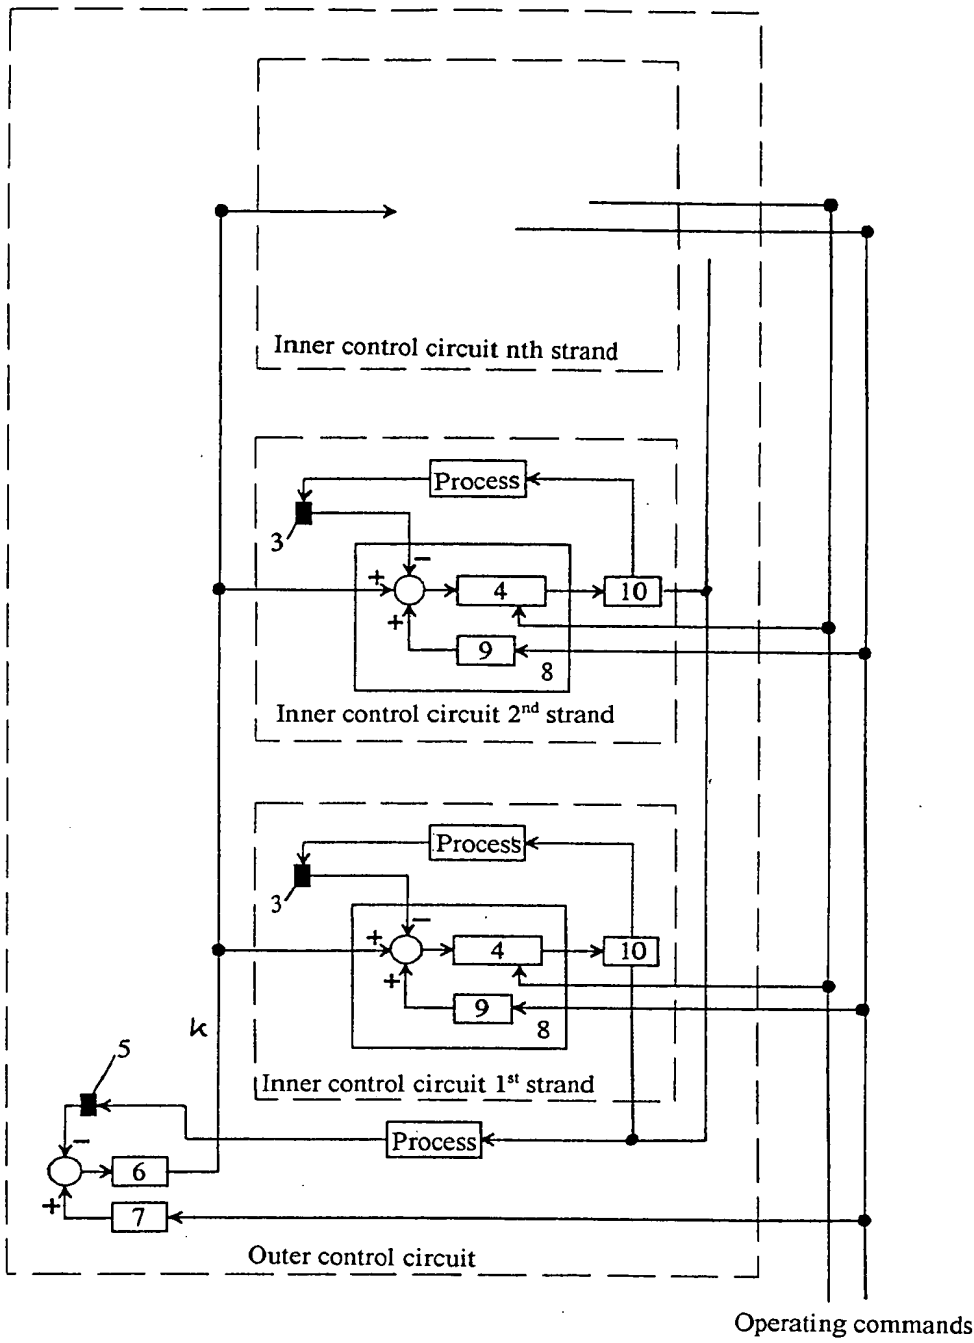 Inner control circuit nth strand
Process
3
−
+
4
10
+
9
8
Inner control circuit 2nd strand
Process
3
−
+
4
10
+
9
8
k
5
Inner control circuit 1st strand
Process
−
6
+
7
Outer control circuit
Operating commands